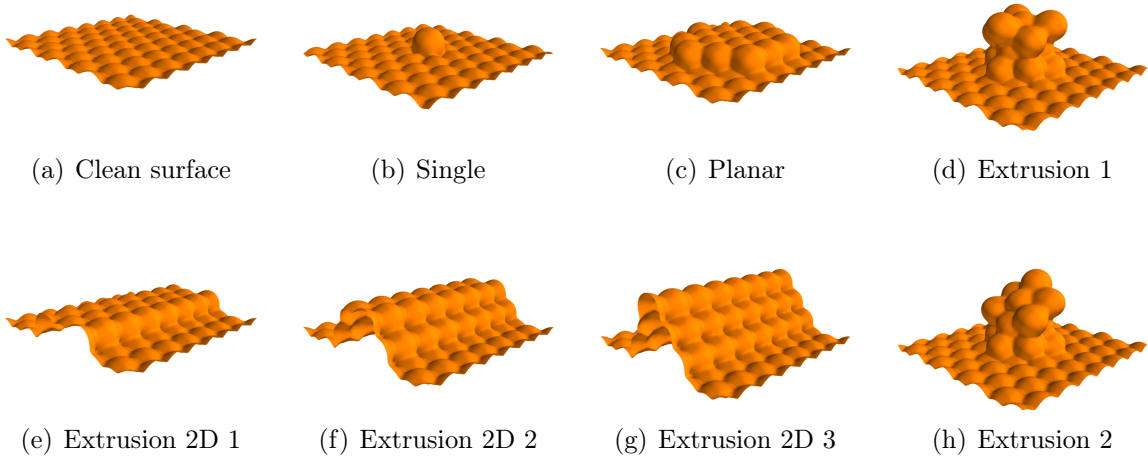 (a) Clean surface
(b) Single
(c) Planar
(d) Extrusion 1
(e) Extrusion 2D 1
(f) Extrusion 2D 2
(g) Extrusion 2D 3
(h) Extrusion 2